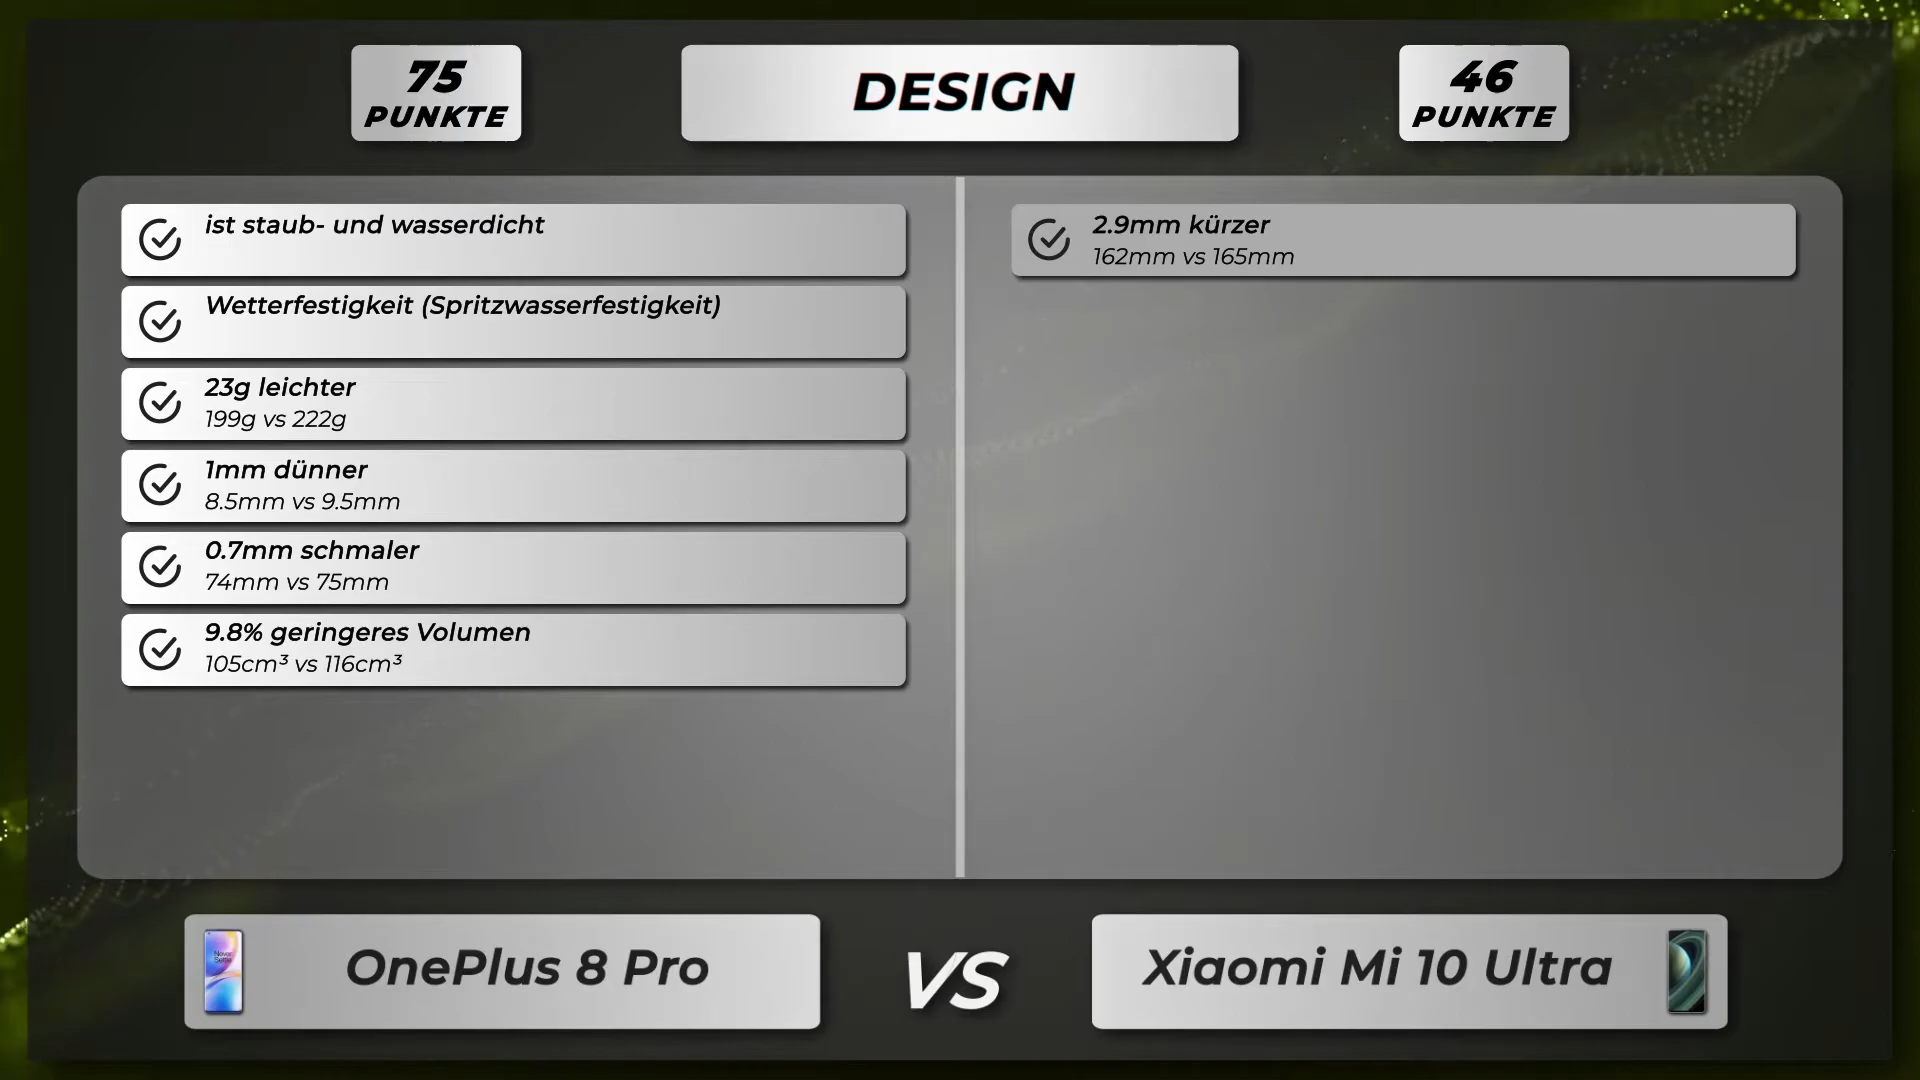 75
PUNKTE
DESIGN
46
PUNKTE
ist staub- und wasserdicht
Wetterfestigkeit (Spritzwasserfestigkeit)
23g leichter
199g vs 222g
1mm dünner
8.5mm vs 9.5mm
0.7mm schmaler
74mm vs 75mm
9.8% geringeres Volumen
105cm³ vs 116cm³
2.9mm kürzer
162mm vs 165mm
Never
Settle
OnePlus 8 Pro
VS
Xiaomi Mi 10 Ultra